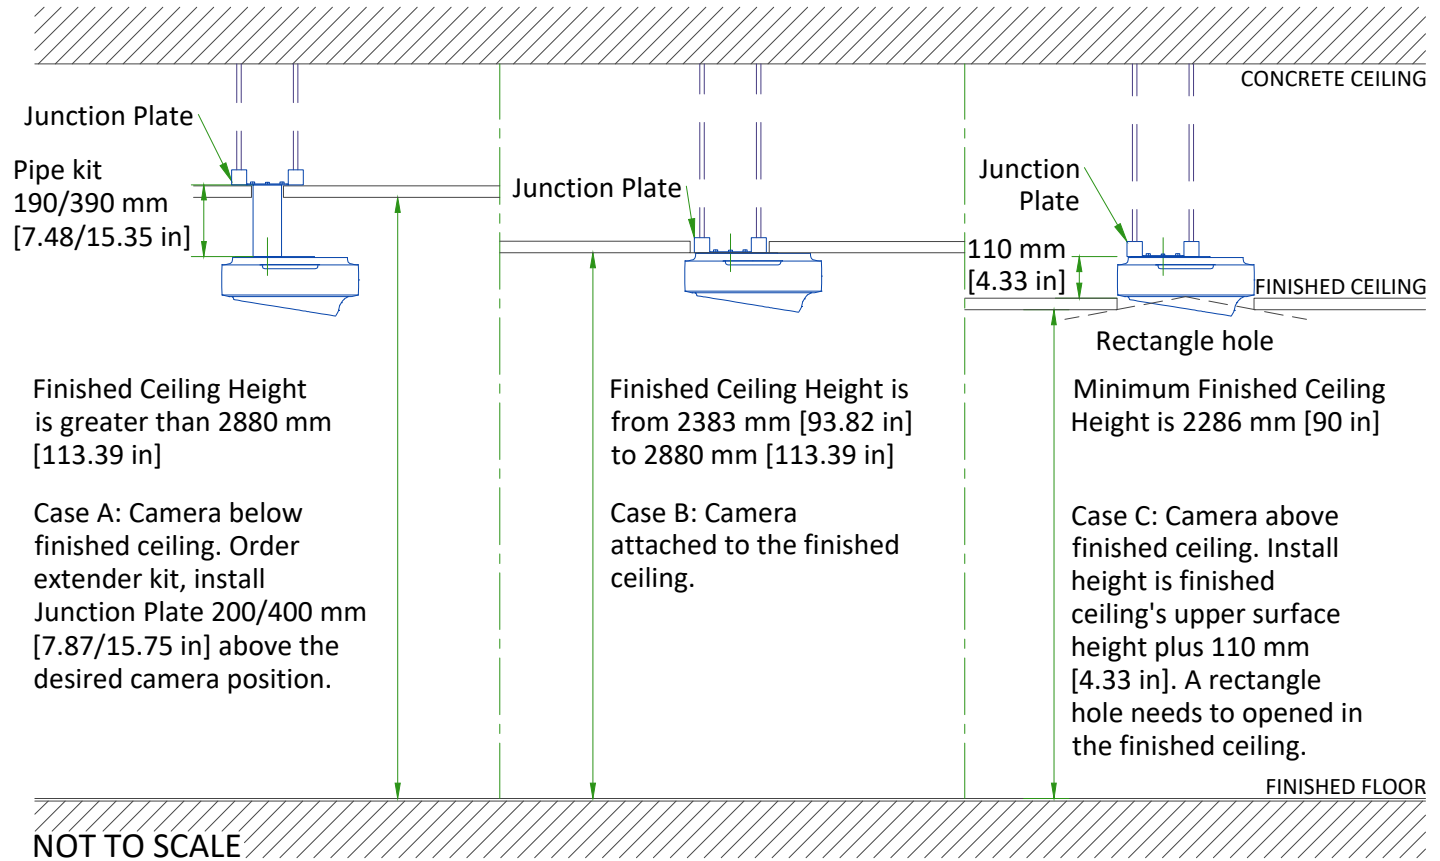 CONCRETE CEILING
Junction Plate
Pipe kit
190/390 mm
[7.48/15.35 in]
Junction Plate
Junction
Plate
110 mm
[4.33 in]
FINISHED CEILING
Rectangle hole
Finished Ceiling Height
is greater than 2880 mm
[113.39 in]
Case A: Camera below
finished ceiling. Order
extender kit, install
Junction Plate 200/400 mm
[7.87/15.75 in] above the
desired camera position.
Finished Ceiling Height is
from 2383 mm [93.82 in]
to 2880 mm [113.39 in]
Case B: Camera
attached to the finished
ceiling.
Minimum Finished Ceiling
Height is 2286 mm [90 in]
Case C: Camera above
finished ceiling. Install
height is finished
ceiling's upper surface
height plus 110 mm
[4.33 in]. A rectangle
hole needs to opened in
the finished ceiling.
FINISHED FLOOR
NOT TO SCALE